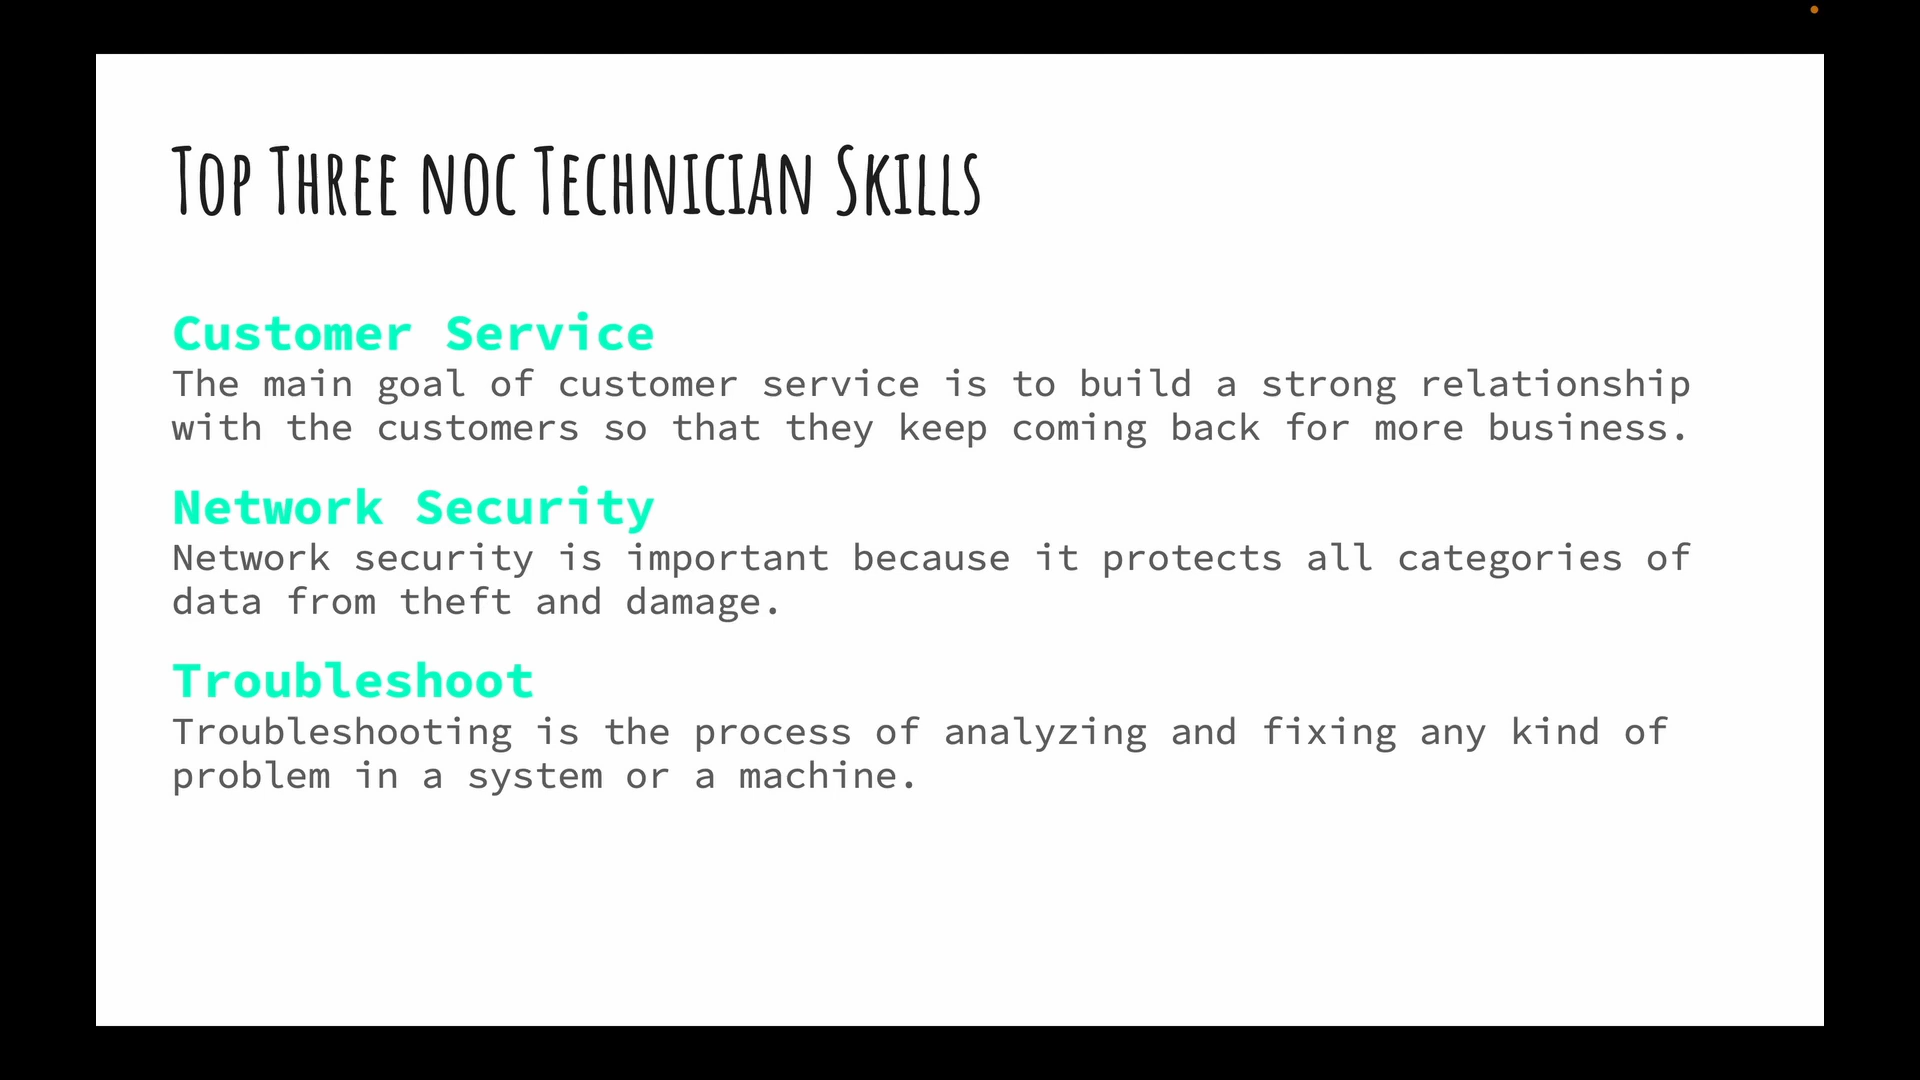 Top Three noc Technician Skills
Customer Service
The main goal of customer service is to build a strong relationship
with the customers so that they keep coming back for more business.
Network Security
Network security is important because it protects all categories of
data from theft and damage.
Troubleshoot
Troubleshooting is the process of analyzing and fixing any kind of
problem in a system or a machine.